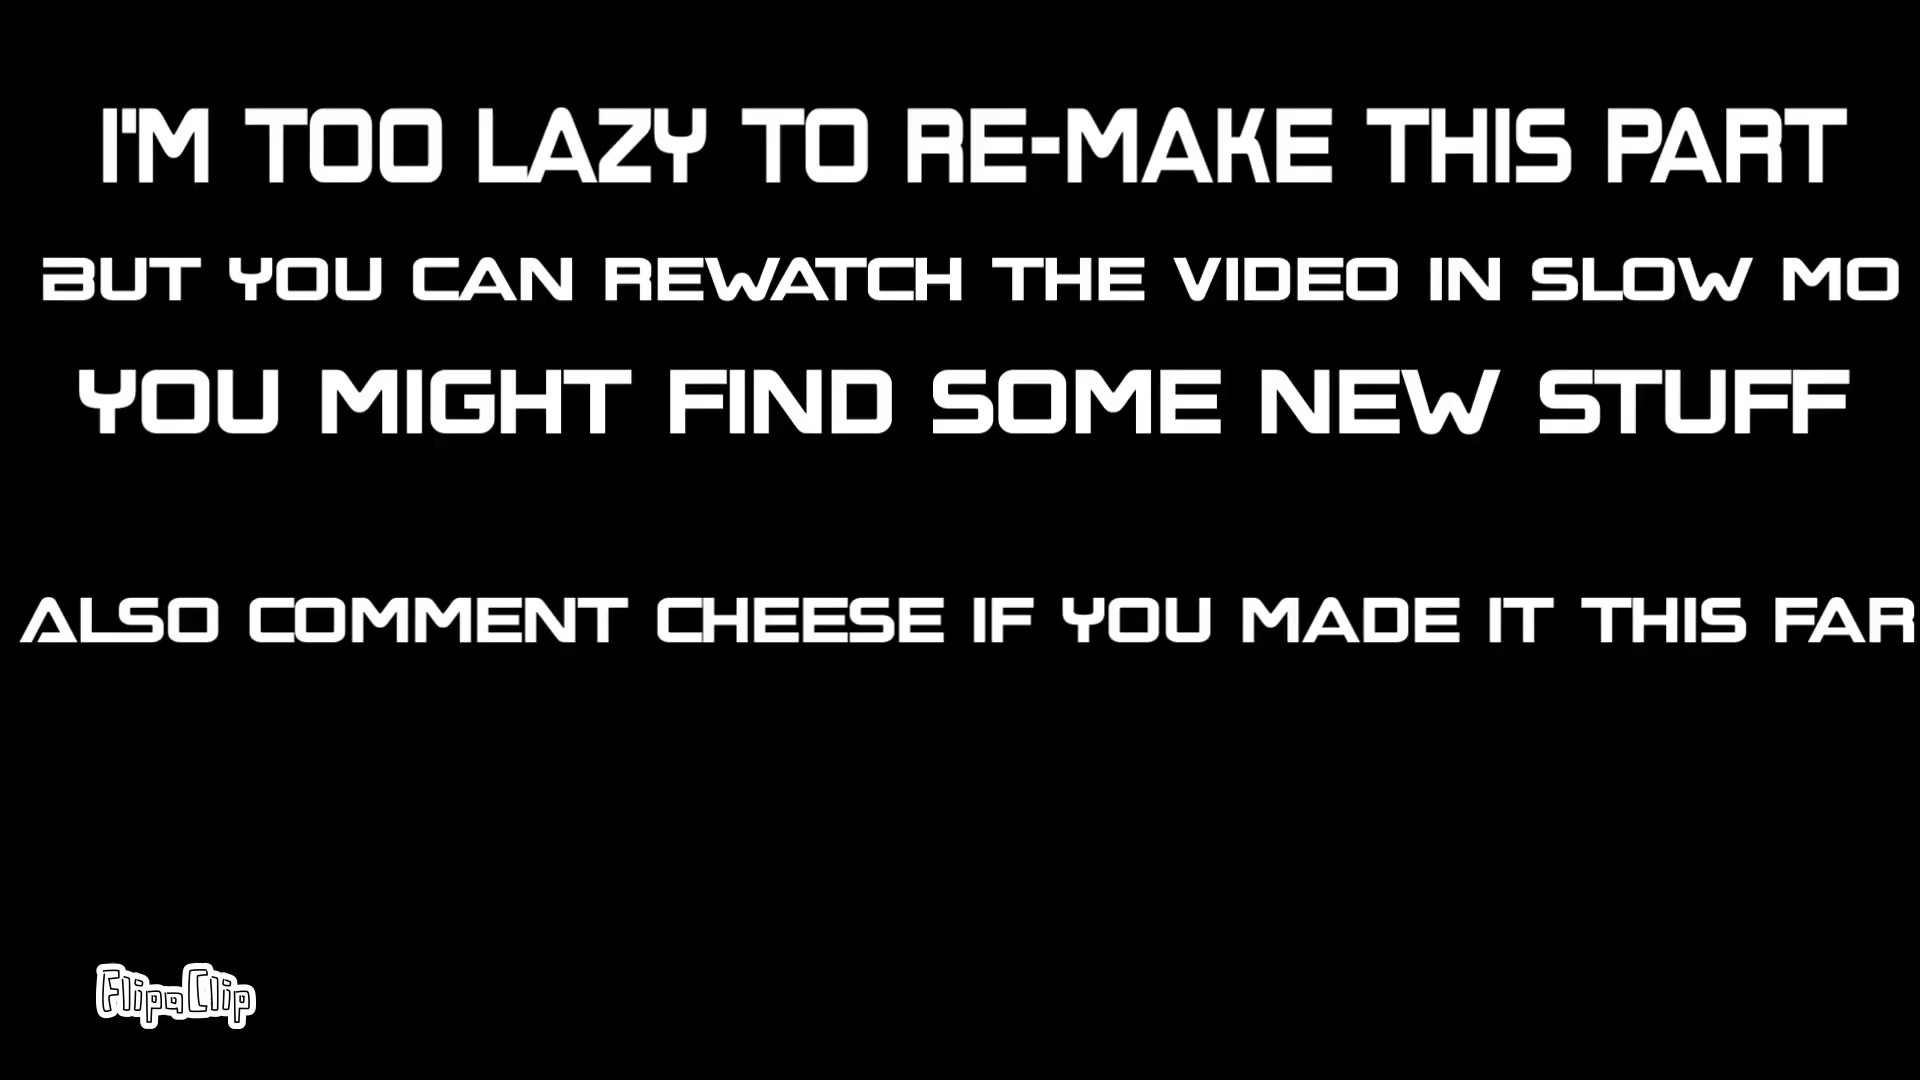 I'M TOO LAZY TO RE-MAKE THIS PART
BUT YOU CAN REWATCH THE VIDEO IN SLOW MO
YOU MIGHT FIND SOME NEW STUFF
ALSO COMMENT CHEESE IF YOU MADE IT THIS FAR
FlipaClip